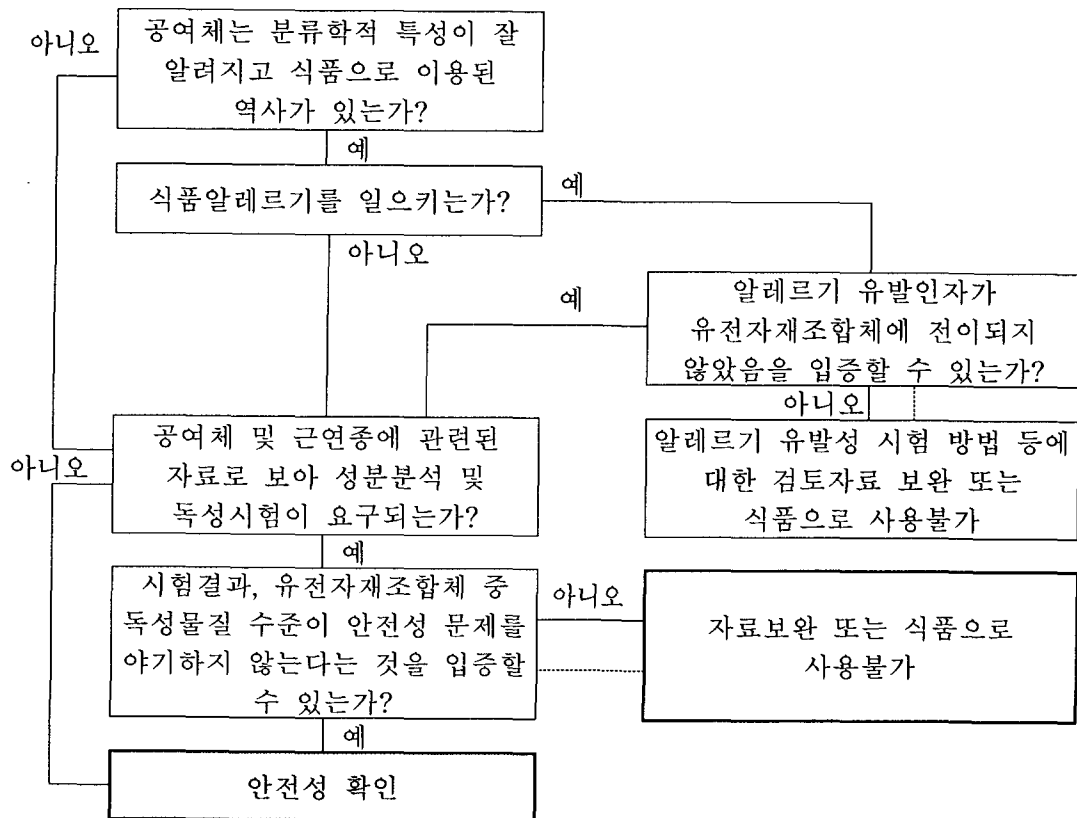 아니오
공여체는 분류학적 특성이 잘
알려지고 식품으로 이용된
역사가 있는가?
예
식품알레르기를 일으키는가?
예
아니오
예
알레르기 유발인자가
유전자재조합체에 전이되지
않았음을 입증할 수 있는가?
아니오
알레르기 유발성 시험 방법 등에
대한 검토자료 보완 또는
식품으로 사용불가
아니오
공여체 및 근연종에 관련된
자료로 보아 성분분석 및
독성시험이 요구되는가?
예
시험결과, 유전자재조합체 중
독성물질 수준이 안전성 문제를
야기하지 않는다는 것을 입증할
수 있는가?
아니오
자료보완 또는 식품으로
사용불가
예
안전성 확인